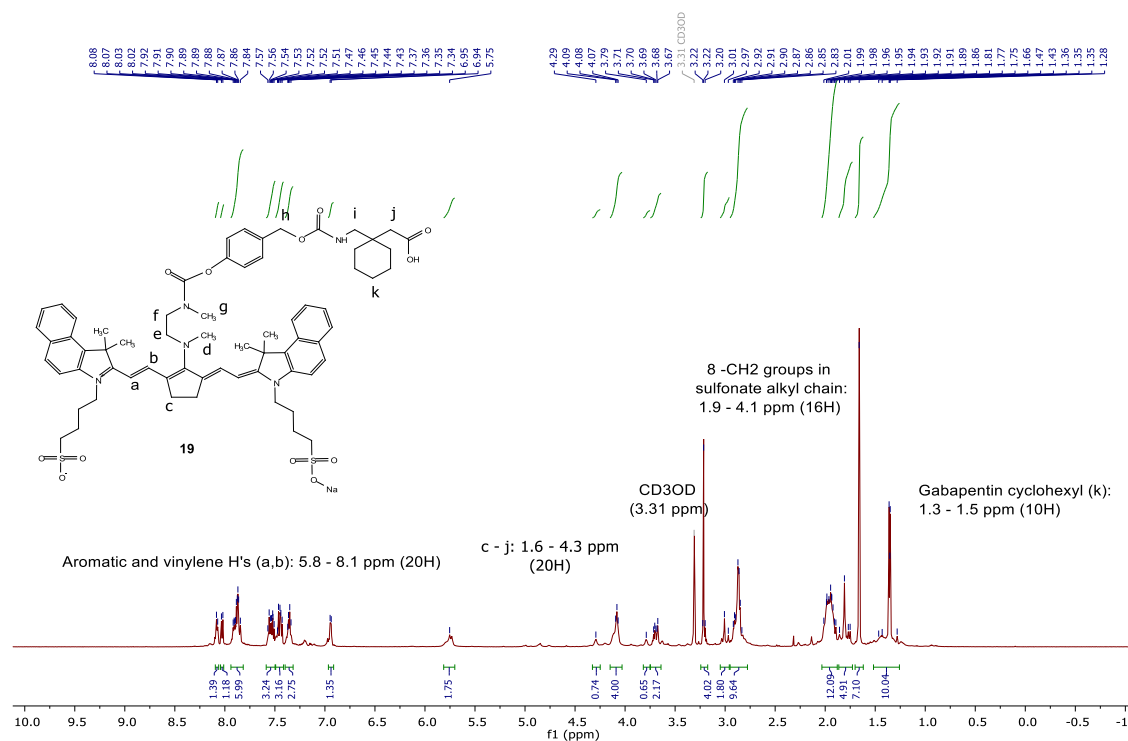 8.08 8.07 8.03 8.02 7.92 7.91 7.90 7.89 7.89 7.88 7.87 7.86 7.84 7.57 7.56 7.54 7.53 7.52 7.52 7.51 7.47 7.46 7.45 7.44 7.43 7.37 7.36 7.35 7.34 6.95 6.94 5.75
4.29 4.09 4.08 4.07 3.79 3.71 3.70 3.69 3.68 3.67 3.31 CD3OD 3.22 3.22 3.20 3.01 2.97 2.92 2.91 2.90 2.87 2.86 2.85 2.83 2.01 1.99 1.98 1.96 1.95 1.94 1.93 1.92 1.91 1.89 1.86 1.81 1.77 1.75 1.66 1.47 1.43 1.36 1.35 1.35 1.28
h
O
O
NH
i
j
O
OH
k
O
O
N
CH3
g
f
e
N
CH3
d
H3C
CH3
b
a
N+
c
CH3
H3C
N
19
O
S
O
O-
O
S
O
O
Na
8 -CH2 groups in
sulfonate alkyl chain:
1.9 - 4.1 ppm (16H)
CD3OD
(3.31 ppm)
Gabapentin cyclohexyl (k):
1.3 - 1.5 ppm (10H)
c - j: 1.6 - 4.3 ppm
(20H)
Aromatic and vinylene H's (a,b): 5.8 - 8.1 ppm (20H)
1.39 1.18 5.99 3.24 3.16 2.75 1.35 1.75 0.74 4.00 0.65 2.17 4.02 1.80 9.64 12.09 4.91 7.10 10.04
10.0 9.5 9.0 8.5 8.0 7.5 7.0 6.5 6.0 5.5 5.0 4.5 4.0 3.5 3.0 2.5 2.0 1.5 1.0 0.5 0.0 -0.5 -1
f1 (ppm)